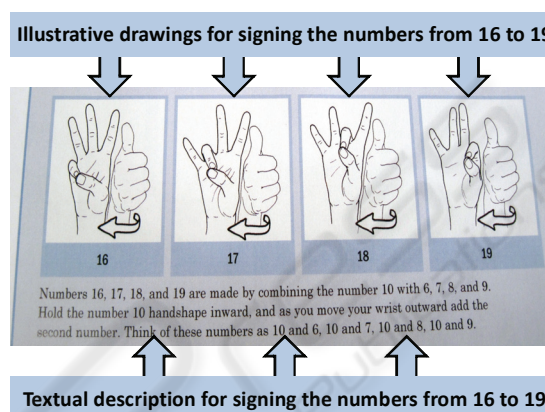 Illustrative drawings for signing the numbers from 16 to 19
16 17 18 19
Numbers 16, 17, 18, and 19 are made by combining the number 10 with 6, 7, 8, and 9.
Hold the number 10 handshape inward, and as you move your wrist outward add the
second number. Think of these numbers as 10 and 6, 10 and 7, 10 and 8, 10 and 9.
Textual description for signing the numbers from 16 to 19